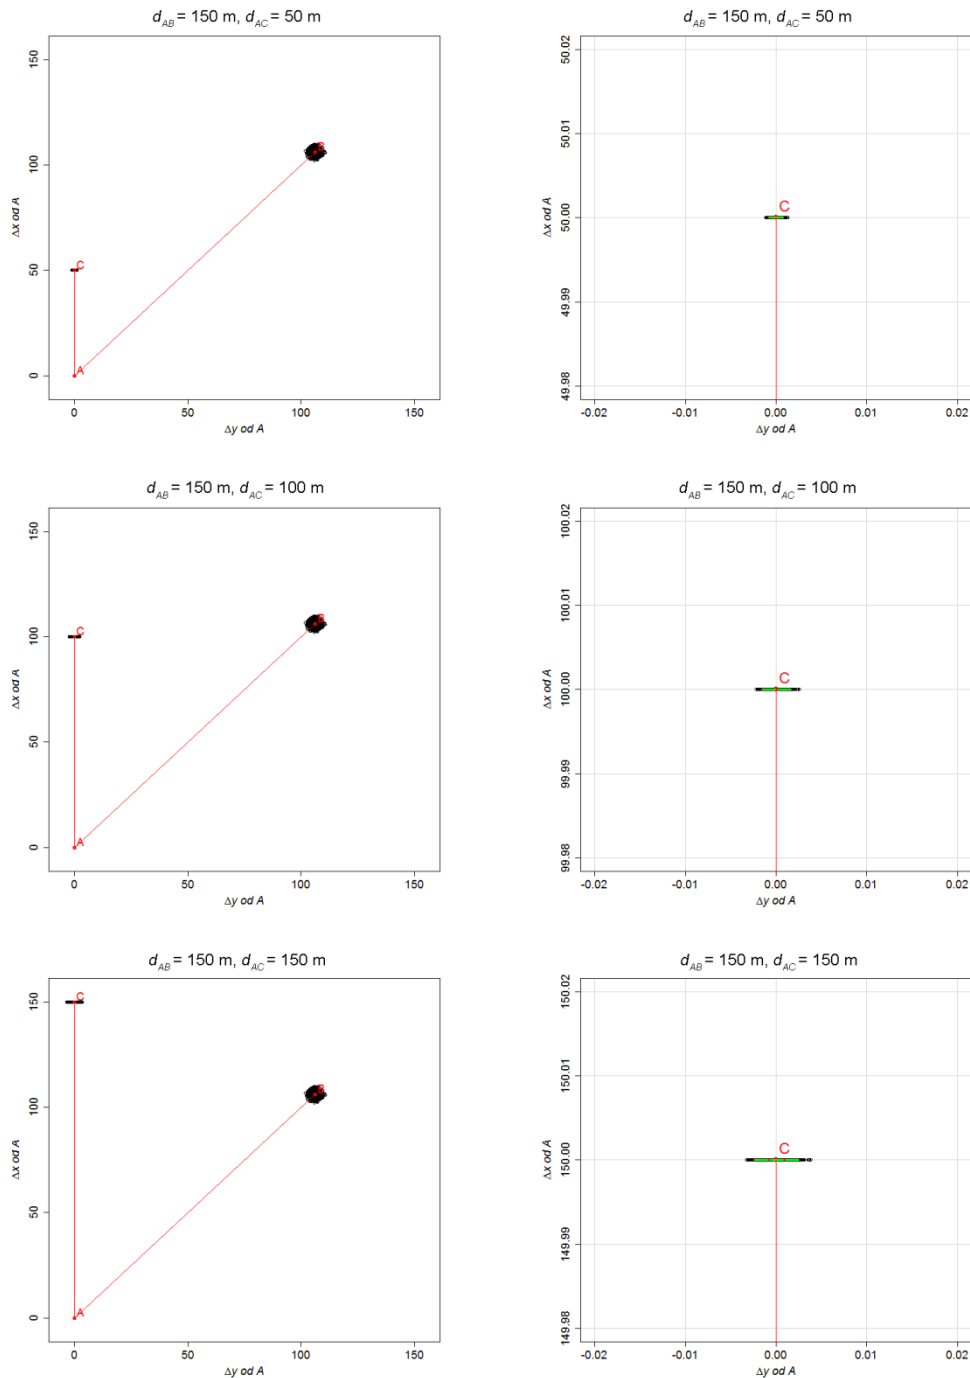 d_AB = 150 m, d_AC = 50 m
150
100
50
0
Δx od A
C
B
A
0 50 100 150
Δy od A
d_AB = 150 m, d_AC = 50 m
50.02
50.01
50.00
49.99
49.98
Δx od A
C
-0.02 -0.01 0.00 0.01 0.02
Δy od A
d_AB = 150 m, d_AC = 100 m
150
100
50
0
Δx od A
C
B
A
0 50 100 150
Δy od A
d_AB = 150 m, d_AC = 100 m
100.02
100.01
100.00
99.99
99.98
Δx od A
C
-0.02 -0.01 0.00 0.01 0.02
Δy od A
d_AB = 150 m, d_AC = 150 m
150
100
50
0
Δx od A
C
B
A
0 50 100 150
Δy od A
d_AB = 150 m, d_AC = 150 m
150.02
150.01
150.00
149.99
149.98
Δx od A
C
-0.02 -0.01 0.00 0.01 0.02
Δy od A